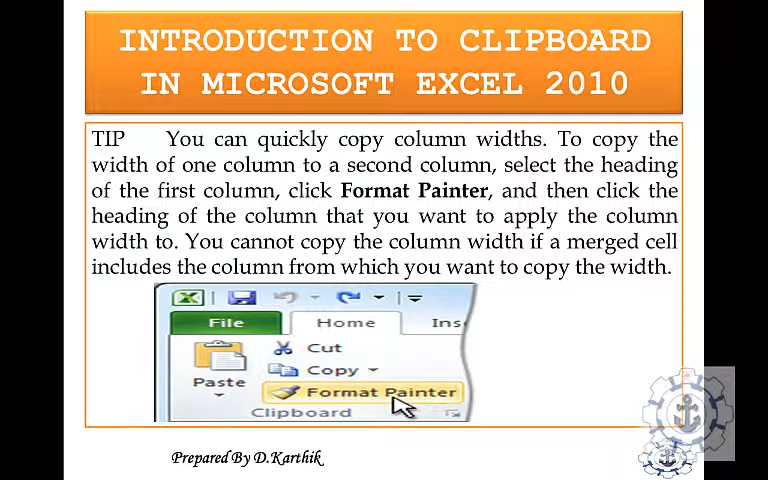 INTRODUCTION TO CLIPBOARD
IN MICROSOFT EXCEL 2010
TIP You can quickly copy column widths. To copy the
width of one column to a second column, select the heading
of the first column, click Format Painter, and then click the
heading of the column that you want to apply the column
width to. You cannot copy the column width if a merged cell
includes the column from which you want to copy the width.
File Home Ins
Cut
Copy
Paste
Format Painter
Clipboard
Prepared By D.Karthik